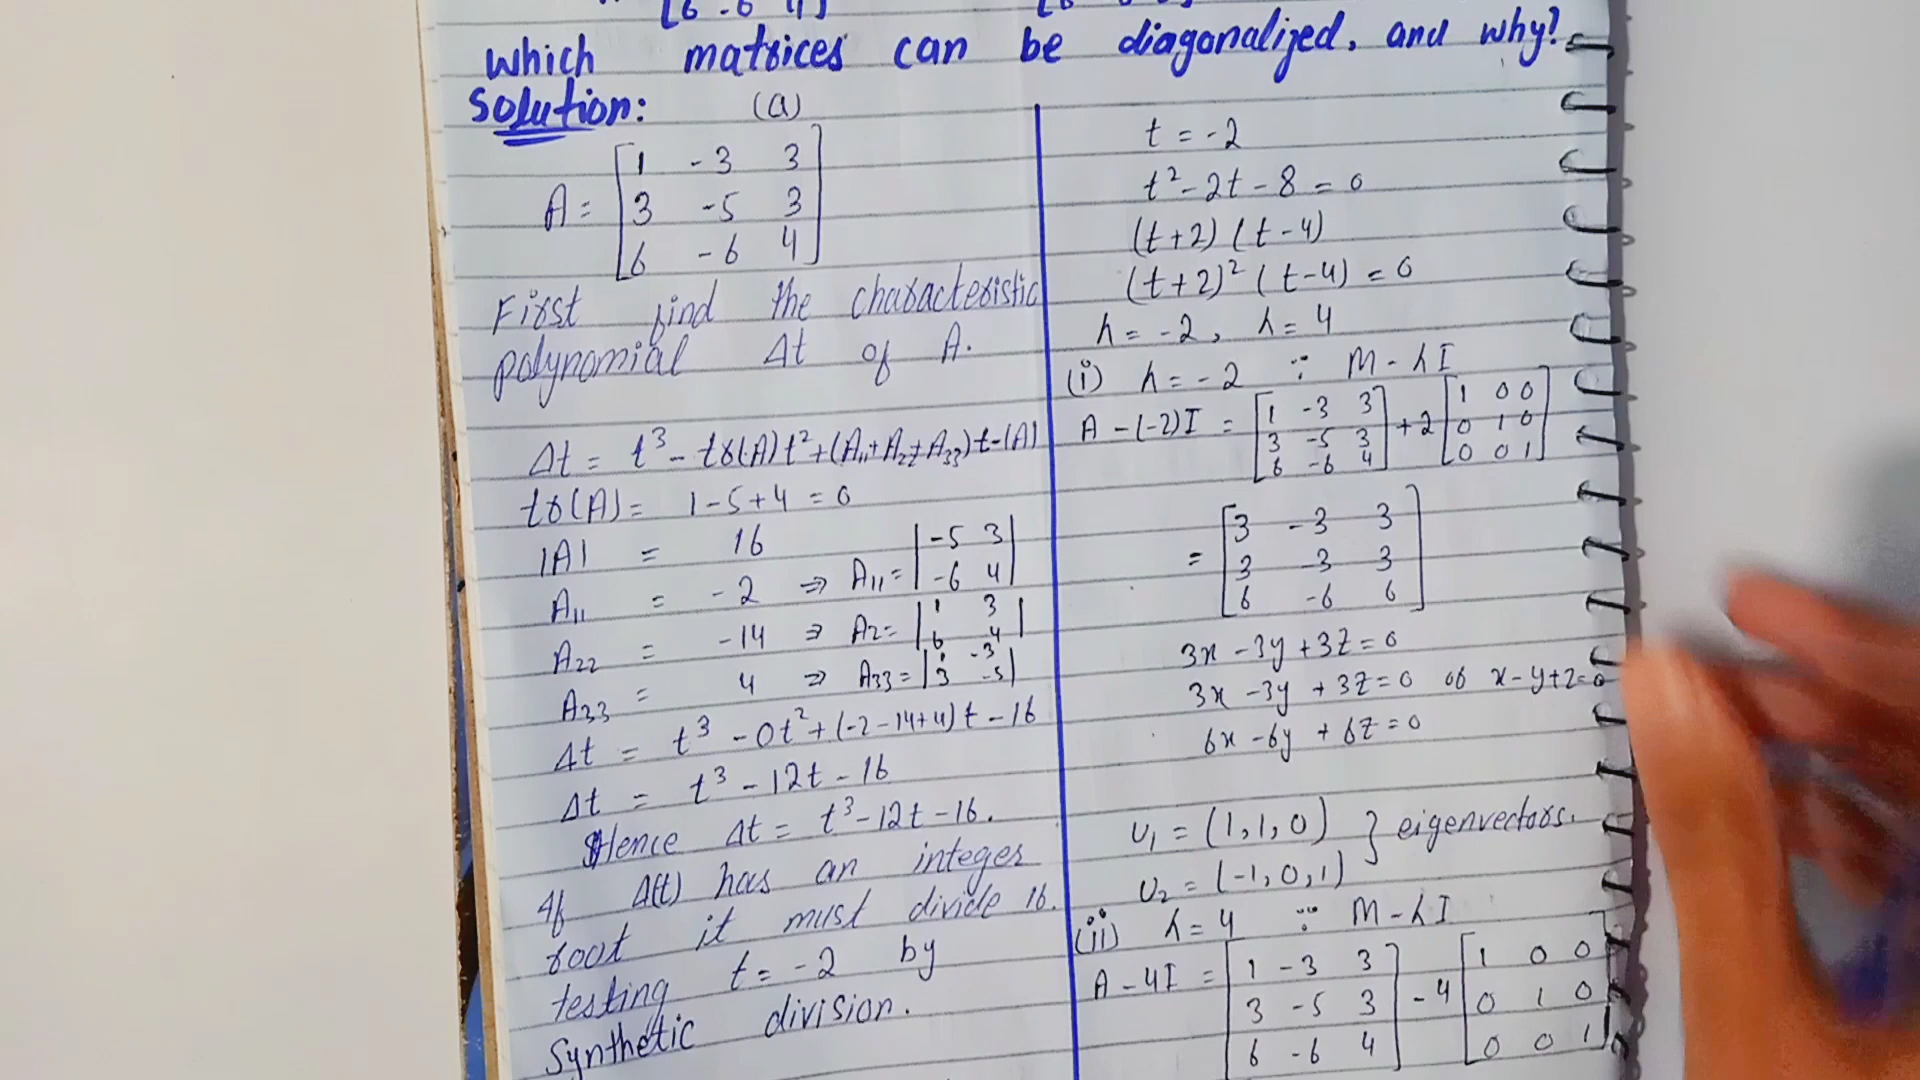 [6 -6 4]
which matrices can be diagonalized, and why?
Solution: (a)
A = [1 -3 3
3 -5 3
6 -6 4]
First find the characteristic
polynomial Δt of A.
Δt = t³ - tr(A)t² + (A₁₁ + A₂₂ + A₃₃)t - |A|
tr(A) = 1-5+4 = 0
|A| = 16
A₁₁ = -2 ⇒ A₁₁ = |-5 3
-6 4|
A₂₂ = -14 ⇒ A₂ = |1 3
6 4|
A₃₃ = 4 ⇒ A₃₃ = |1 -3
3 -5|
Δt = t³ - 0t² + (-2-14+4)t - 16
Δt = t³ - 12t - 16
Hence Δt = t³-12t-16.
If Δ(t) has an integer
root it must divide 16.
testing t = -2 by
Synthetic division.
t = -2
t² - 2t - 8 = 0
(t+2) (t-4)
(t+2)² (t-4) = 0
λ = -2, λ = 4
(i) λ = -2 ∵ M - λI
A - (-2)I = [1 -3 3
3 -5 3
6 -6 4] + 2 [1 0 0
0 1 0
0 0 1]
= [3 -3 3
3 -3 3
6 -6 6]
3x - 3y + 3z = 0
3x - 3y + 3z = 0 or x-y+z=0
6x - 6y + 6z = 0
υ₁ = (1,1,0) } eigenvectors.
υ₂ = (-1,0,1)
(ii) λ = 4 ∵ M - λI
A - 4I = [1 -3 3
3 -5 3
6 -6 4] - 4 [1 0 0
0 1 0
0 0 1]